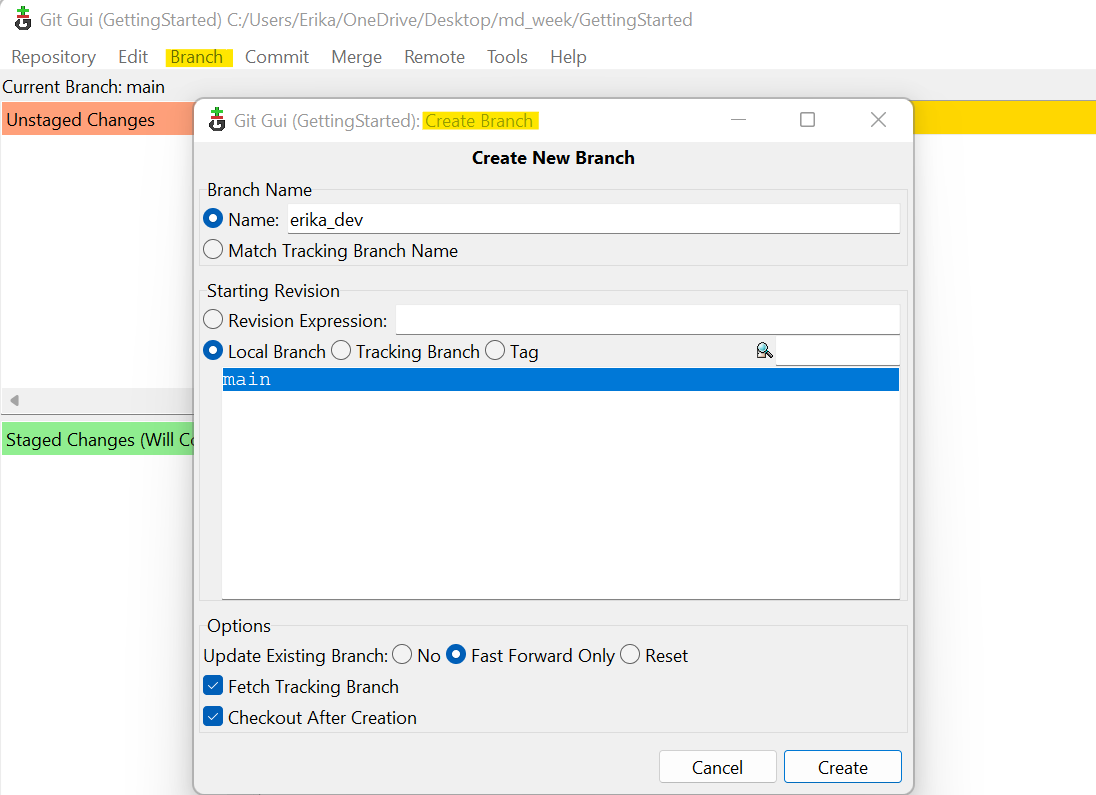 Git Gui (GettingStarted) C:/Users/Erika/OneDrive/Desktop/md_week/GettingStarted
Repository Edit Branch Commit Merge Remote Tools Help
Current Branch: main
Unstaged Changes
Staged Changes (Will Co
Git Gui (GettingStarted): Create Branch
Create New Branch
Branch Name
Name: erika_dev
Match Tracking Branch Name
Starting Revision
Revision Expression:
Local Branch Tracking Branch Tag
main
Options
Update Existing Branch: No Fast Forward Only Reset
Fetch Tracking Branch
Checkout After Creation
Cancel Create